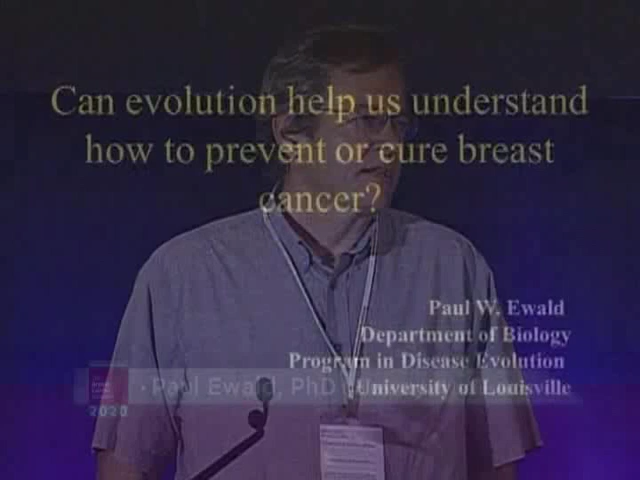 Can evolution help us understand
how to prevent or cure breast
cancer?
Paul W. Ewald
Department of Biology
Program in Disease Evolution
University of Louisville
Paul Ewald, PhD
2020